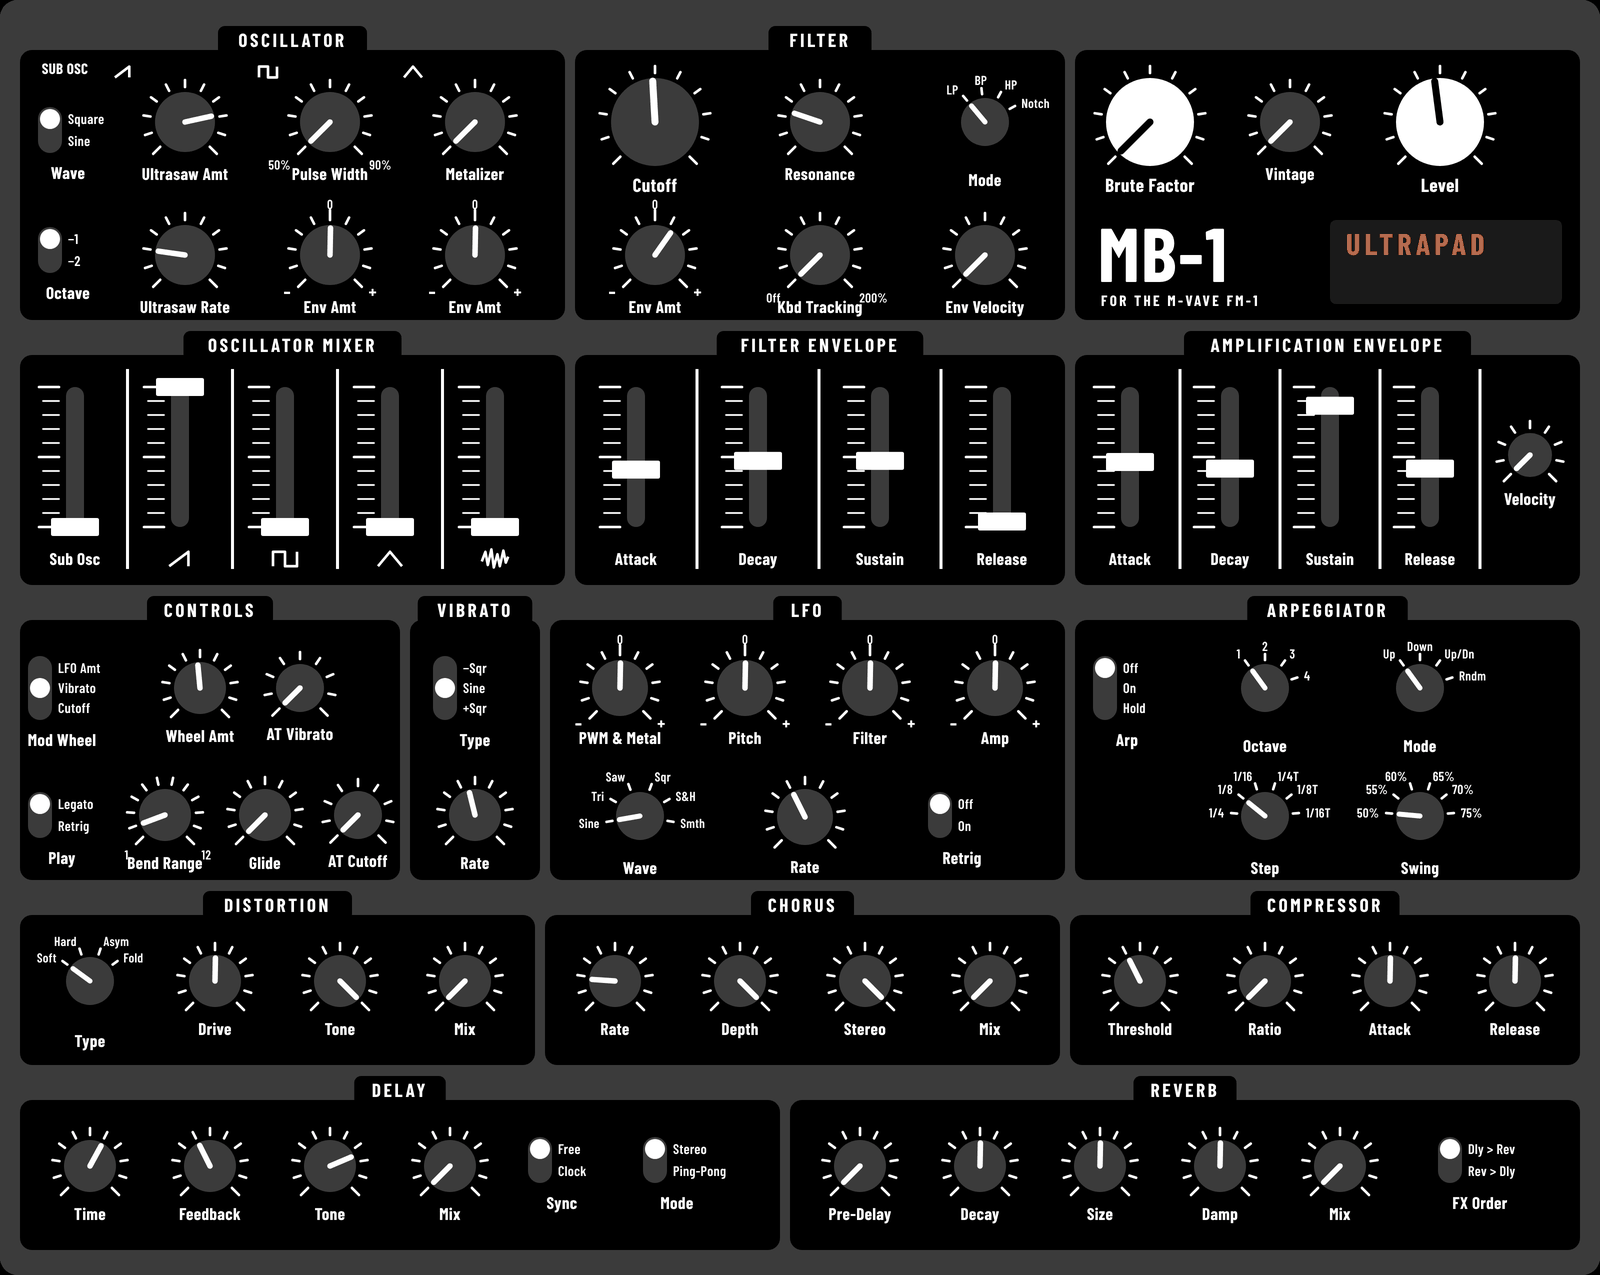 OSCILLATOR
SUB OSC
Square
Sine
Wave
Ultrasaw Amt
50%
Pulse Width
90%
Metalizer
–1
–2
Octave
Ultrasaw Rate
0
-
+
Env Amt
0
-
+
Env Amt
FILTER
Cutoff
Resonance
LP
BP
HP
Notch
Mode
0
-
+
Env Amt
Off
Kbd Tracking
200%
Env Velocity
Brute Factor
Vintage
Level
MB-1
FOR THE M-VAVE FM-1
ULTRAPAD
OSCILLATOR MIXER
Sub Osc
FILTER ENVELOPE
Attack
Decay
Sustain
Release
AMPLIFICATION ENVELOPE
Attack
Decay
Sustain
Release
Velocity
CONTROLS
LFO Amt
Vibrato
Cutoff
Mod Wheel
Wheel Amt
AT Vibrato
Legato
Retrig
Play
1
Bend Range
12
Glide
AT Cutoff
VIBRATO
–Sqr
Sine
+Sqr
Type
Rate
LFO
0
-
+
PWM & Metal
0
-
+
Pitch
0
-
+
Filter
0
-
+
Amp
Sine
Tri
Saw
Sqr
S&H
Smth
Wave
Rate
Off
On
Retrig
ARPEGGIATOR
Off
On
Hold
Arp
1
2
3
4
Octave
Up
Down
Up/Dn
Rndm
Mode
1/4
1/8
1/16
1/4T
1/8T
1/16T
Step
50%
55%
60%
65%
70%
75%
Swing
DISTORTION
Soft
Hard
Asym
Fold
Type
Drive
Tone
Mix
CHORUS
Rate
Depth
Stereo
Mix
COMPRESSOR
Threshold
Ratio
Attack
Release
DELAY
Time
Feedback
Tone
Mix
Free
Clock
Sync
Stereo
Ping-Pong
Mode
REVERB
Pre-Delay
Decay
Size
Damp
Mix
Dly > Rev
Rev > Dly
FX Order